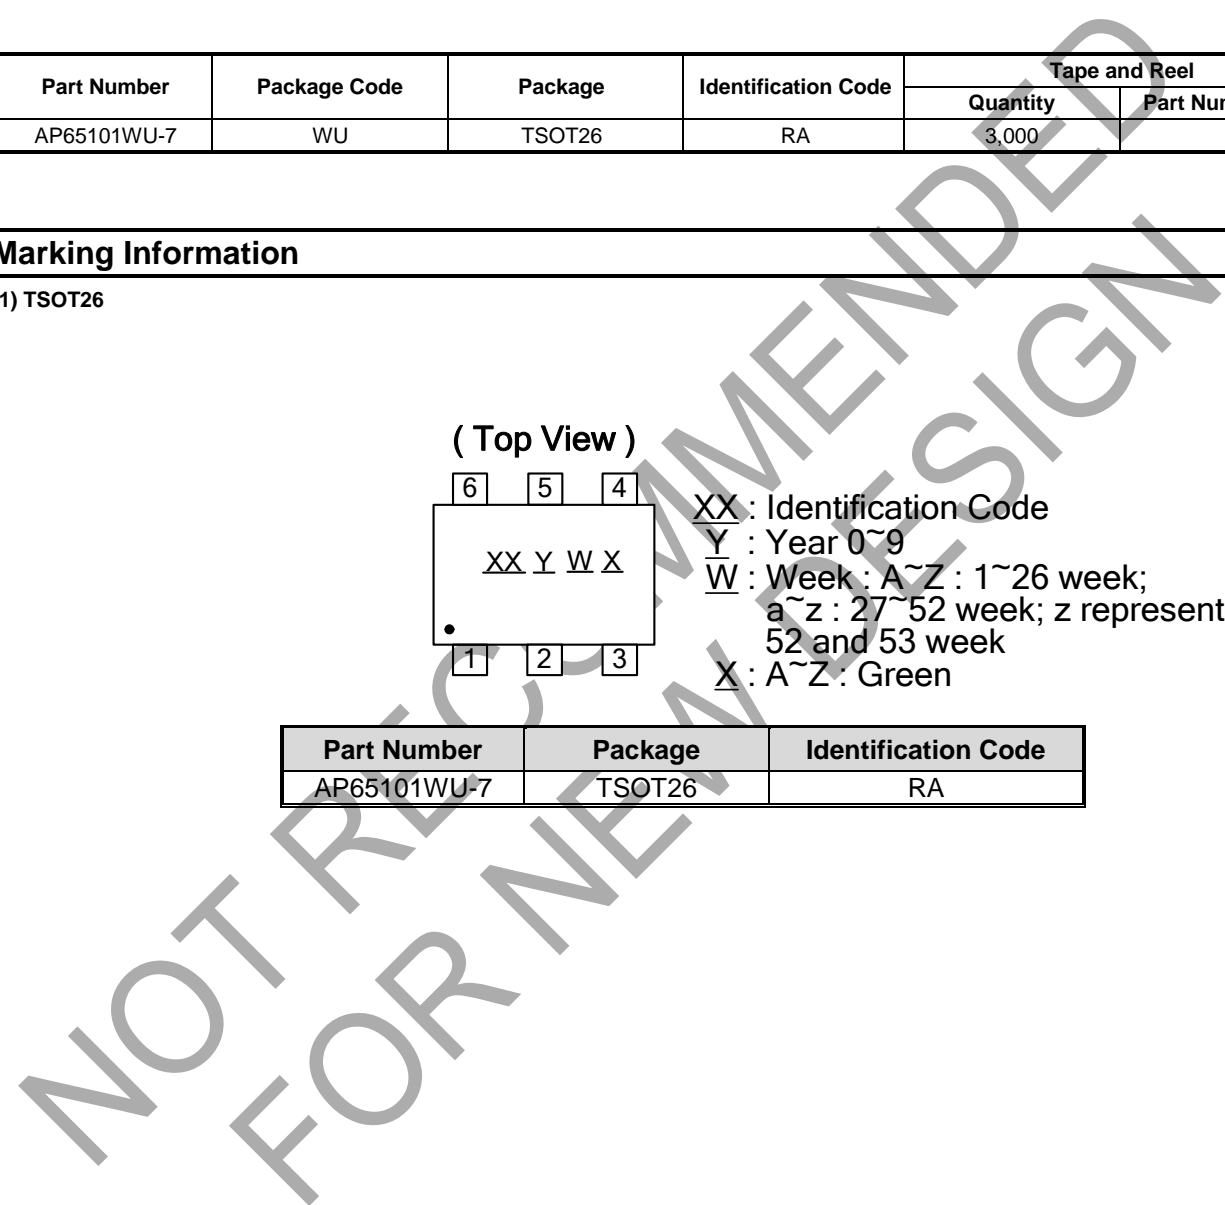 Part Number Package Code Package Identification Code Tape and Reel
Quantity Part Nu
AP65101WU-7 WU TSOT26 RA 3,000
Marking Information
1) TSOT26
( Top View )
6 5 4
XX Y W X
1 2 3
XX : Identification Code
Y : Year 0~9
W : Week : A~Z : 1~26 week;
a~z : 27~52 week; z represent
52 and 53 week
X : A~Z : Green
Part Number Package Identification Code
AP65101WU-7 TSOT26 RA
NOT RECOMMENDED
FOR NEW DESIGN